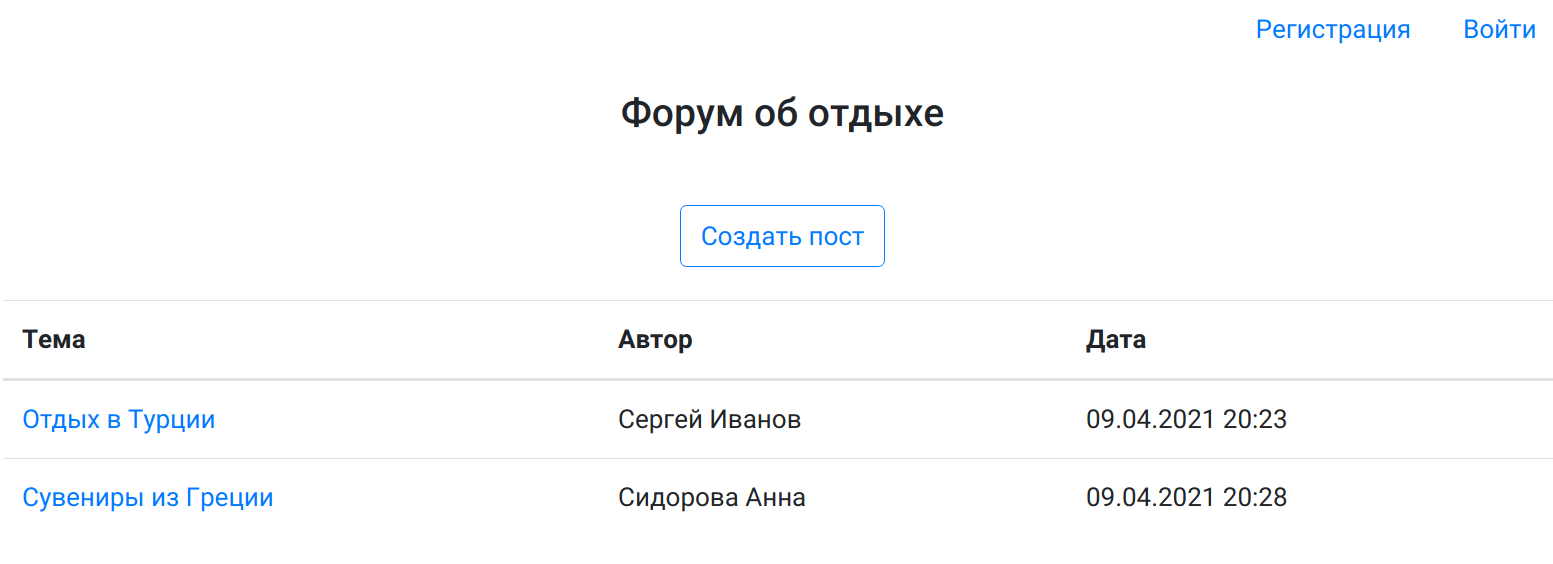 Регистрация Войти
Форум об отдыхе
Создать пост
Тема Автор Дата
Отдых в Турции Сергей Иванов 09.04.2021 20:23
Сувениры из Греции Сидорова Анна 09.04.2021 20:28